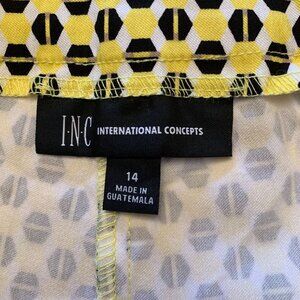 I·N·C INTERNATIONAL CONCEPTS
14
MADE IN
GUATEMALA